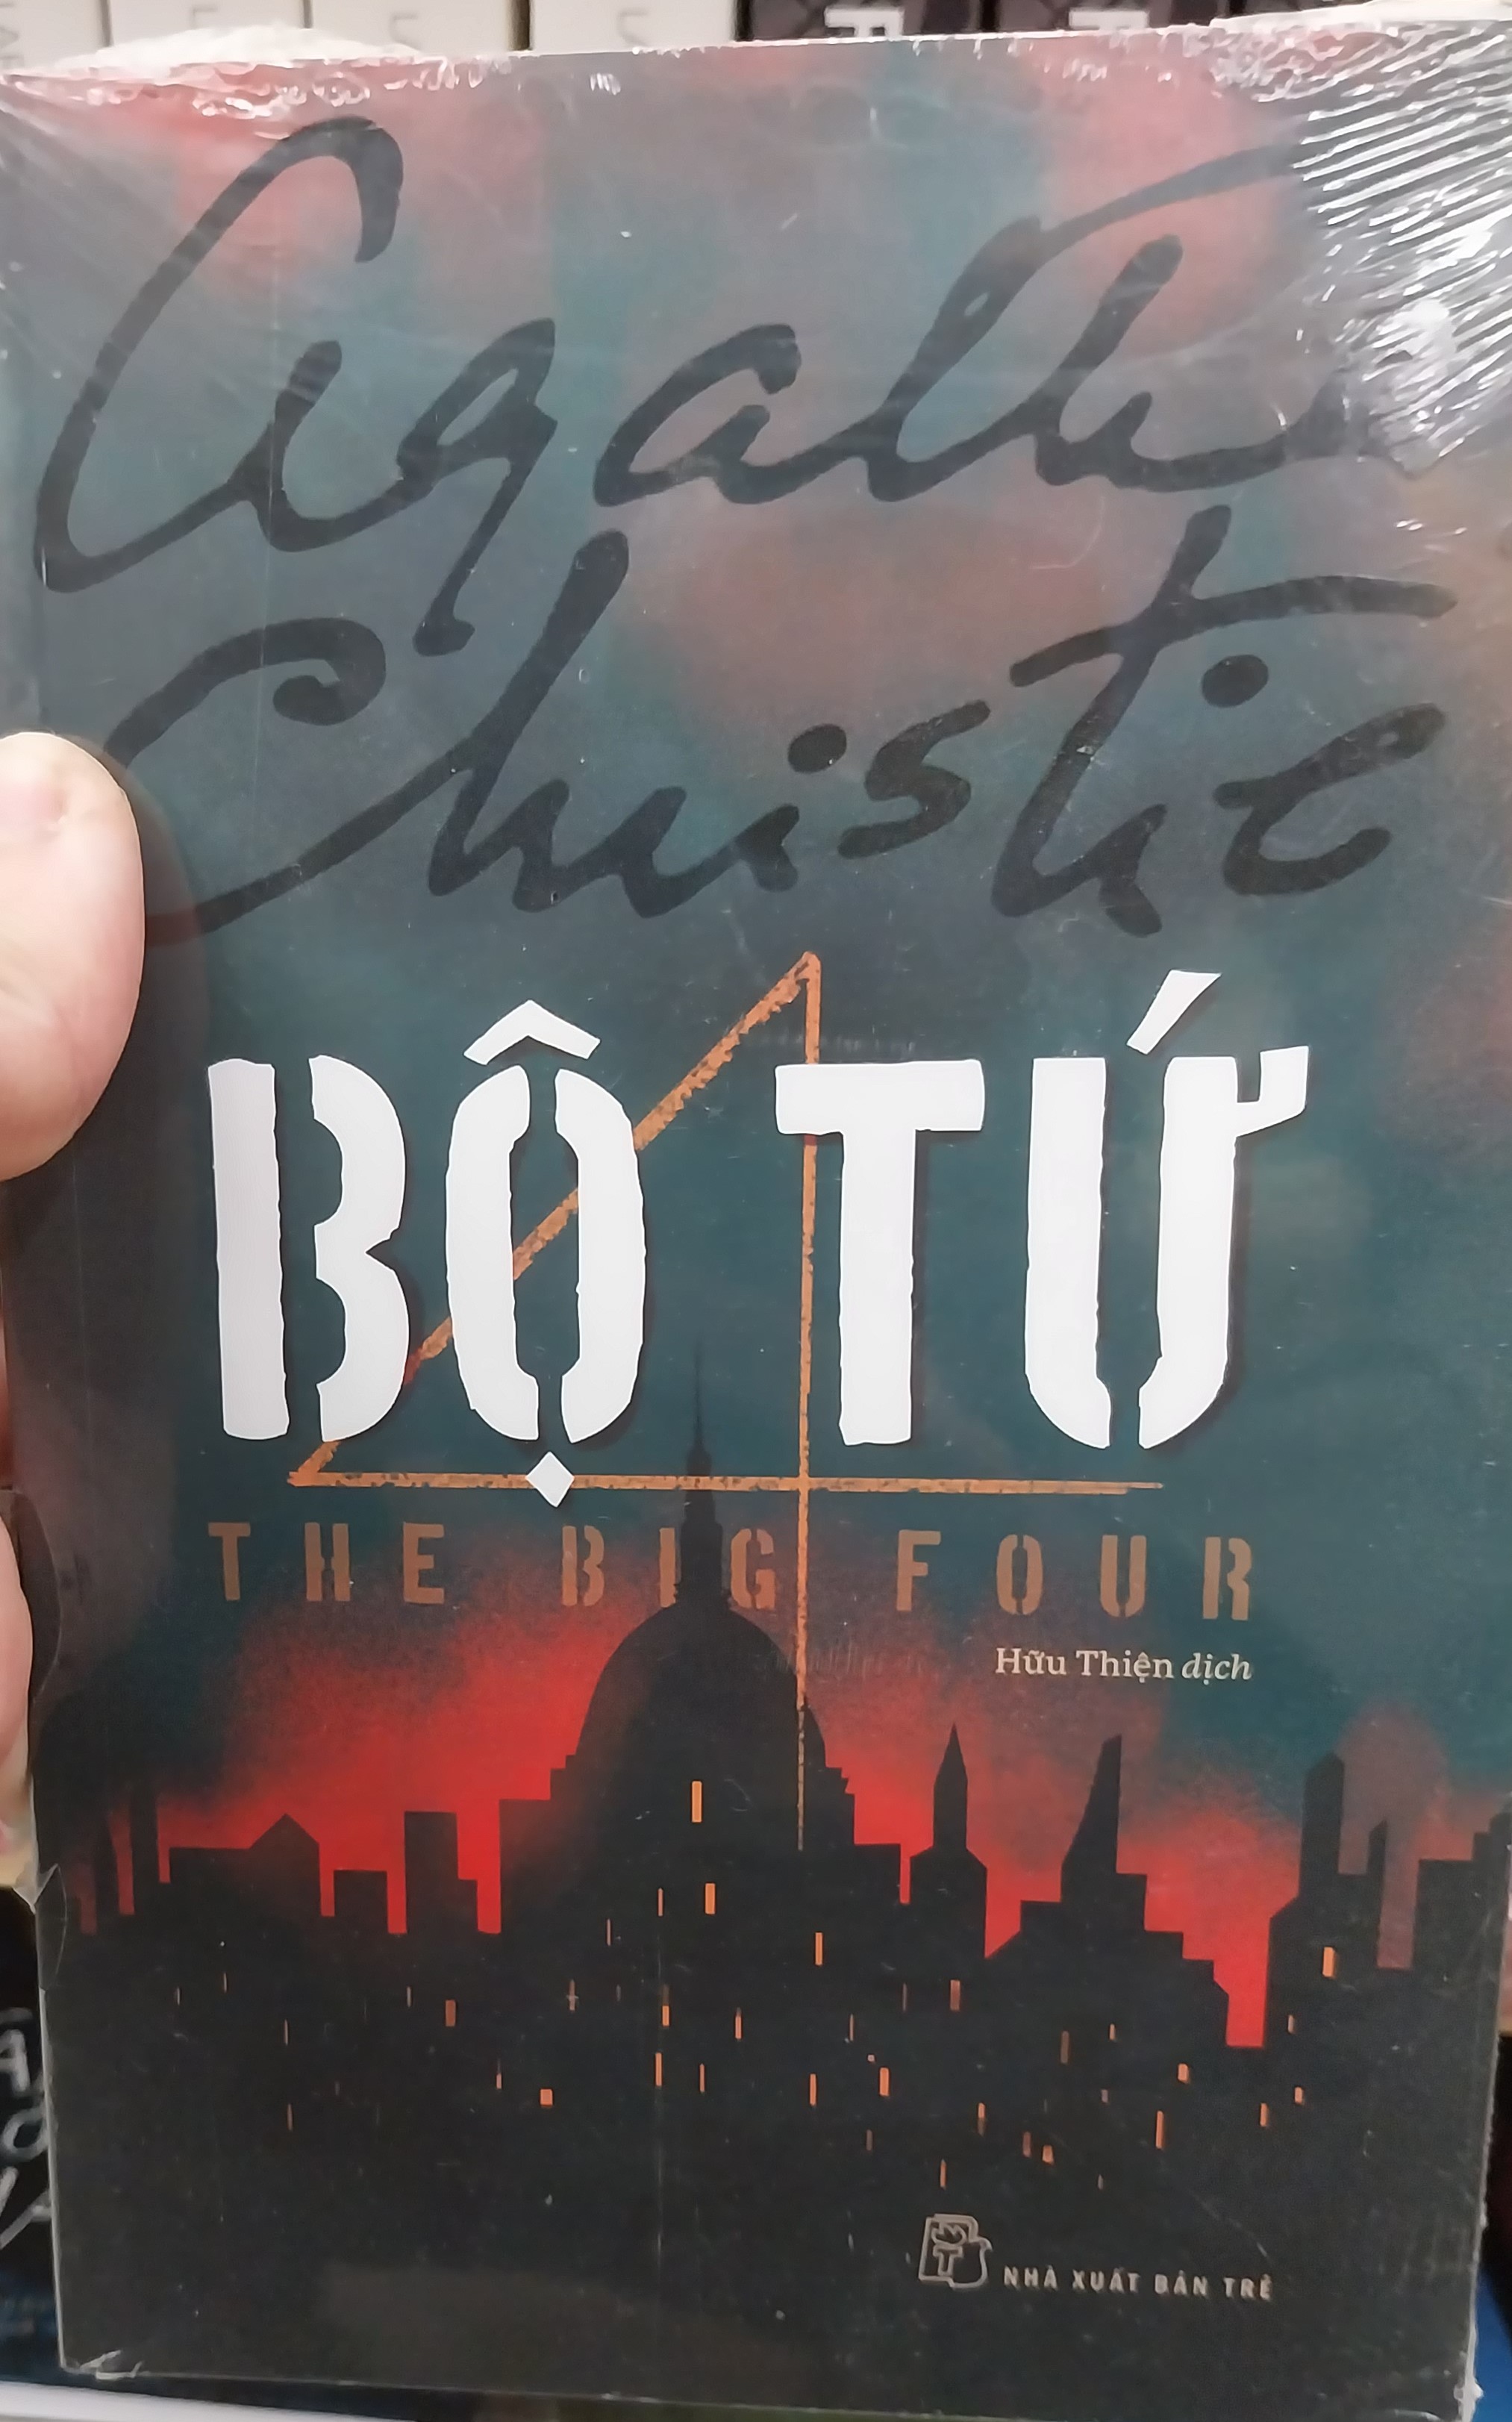 Agatha
Christie
BỘ TỨ
THE BIG FOUR
Hữu Thiện dịch
NHÀ XUẤT BẢN TRẺ